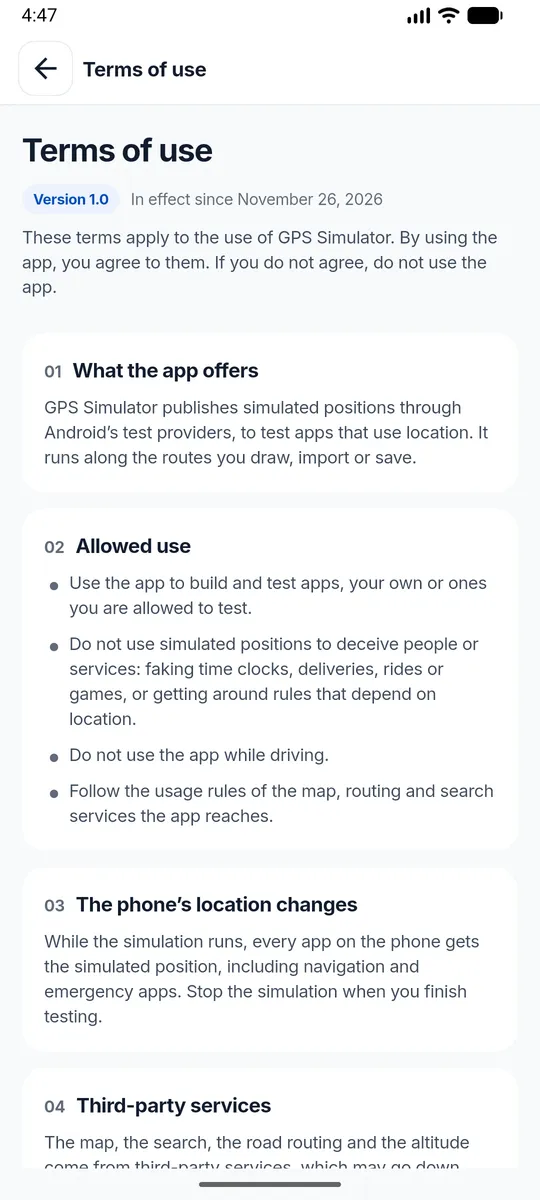 4:47
Terms of use
Terms of use
Version 1.0 In effect since November 26, 2026
These terms apply to the use of GPS Simulator. By using the
app, you agree to them. If you do not agree, do not use the
app.
01 What the app offers
GPS Simulator publishes simulated positions through
Android’s test providers, to test apps that use location. It
runs along the routes you draw, import or save.
02 Allowed use
Use the app to build and test apps, your own or ones
you are allowed to test.
Do not use simulated positions to deceive people or
services: faking time clocks, deliveries, rides or
games, or getting around rules that depend on
location.
Do not use the app while driving.
Follow the usage rules of the map, routing and search
services the app reaches.
03 The phone’s location changes
While the simulation runs, every app on the phone gets
the simulated position, including navigation and
emergency apps. Stop the simulation when you finish
testing.
04 Third-party services
The map, the search, the road routing and the altitude
come from third-party services, which may go down,